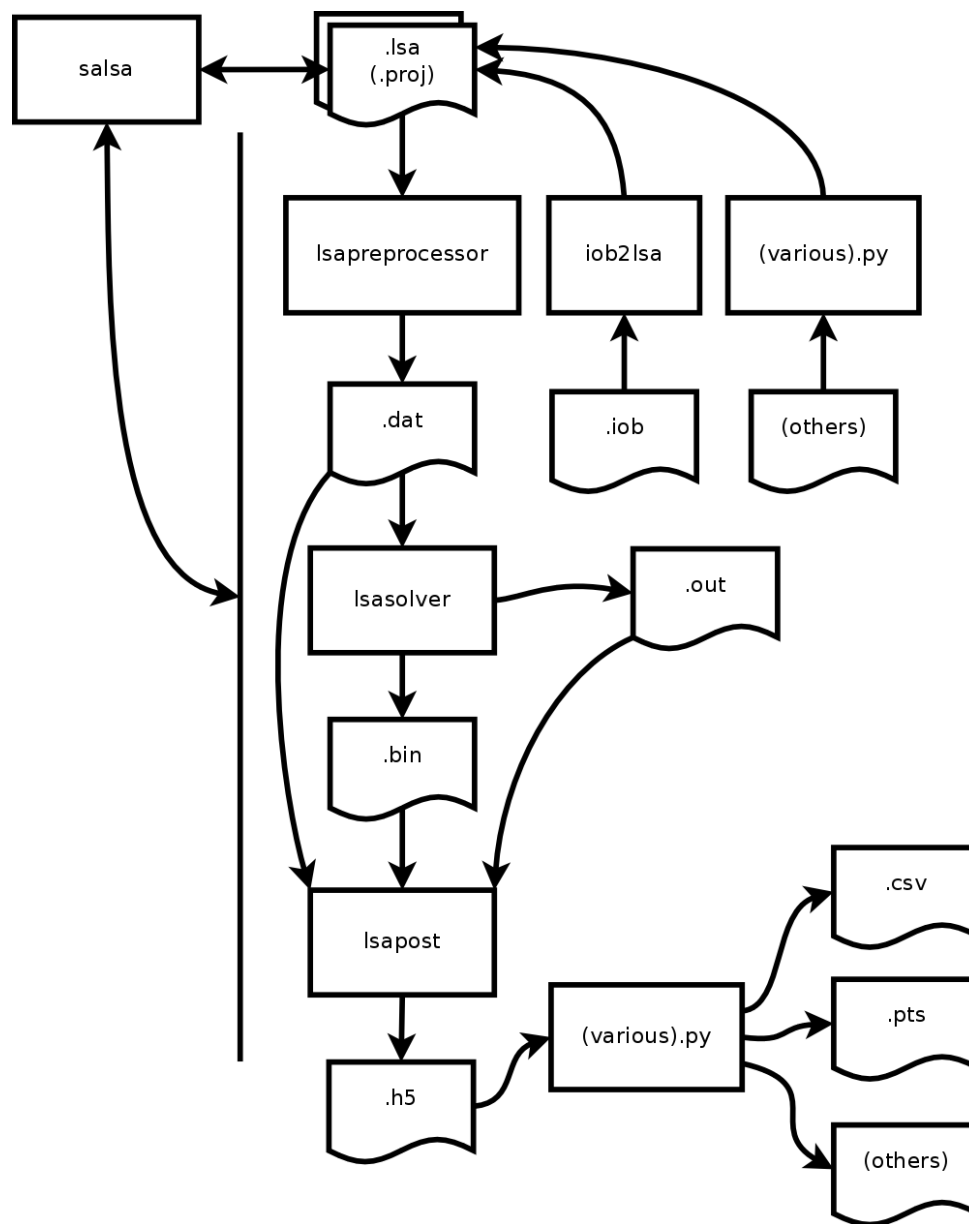 salsa
.lsa
(.proj)
lsapreprocessor
iob2lsa
(various).py
.dat
.iob
(others)
lsasolver
.out
.bin
.csv
lsapost
.pts
(various).py
.h5
(others)